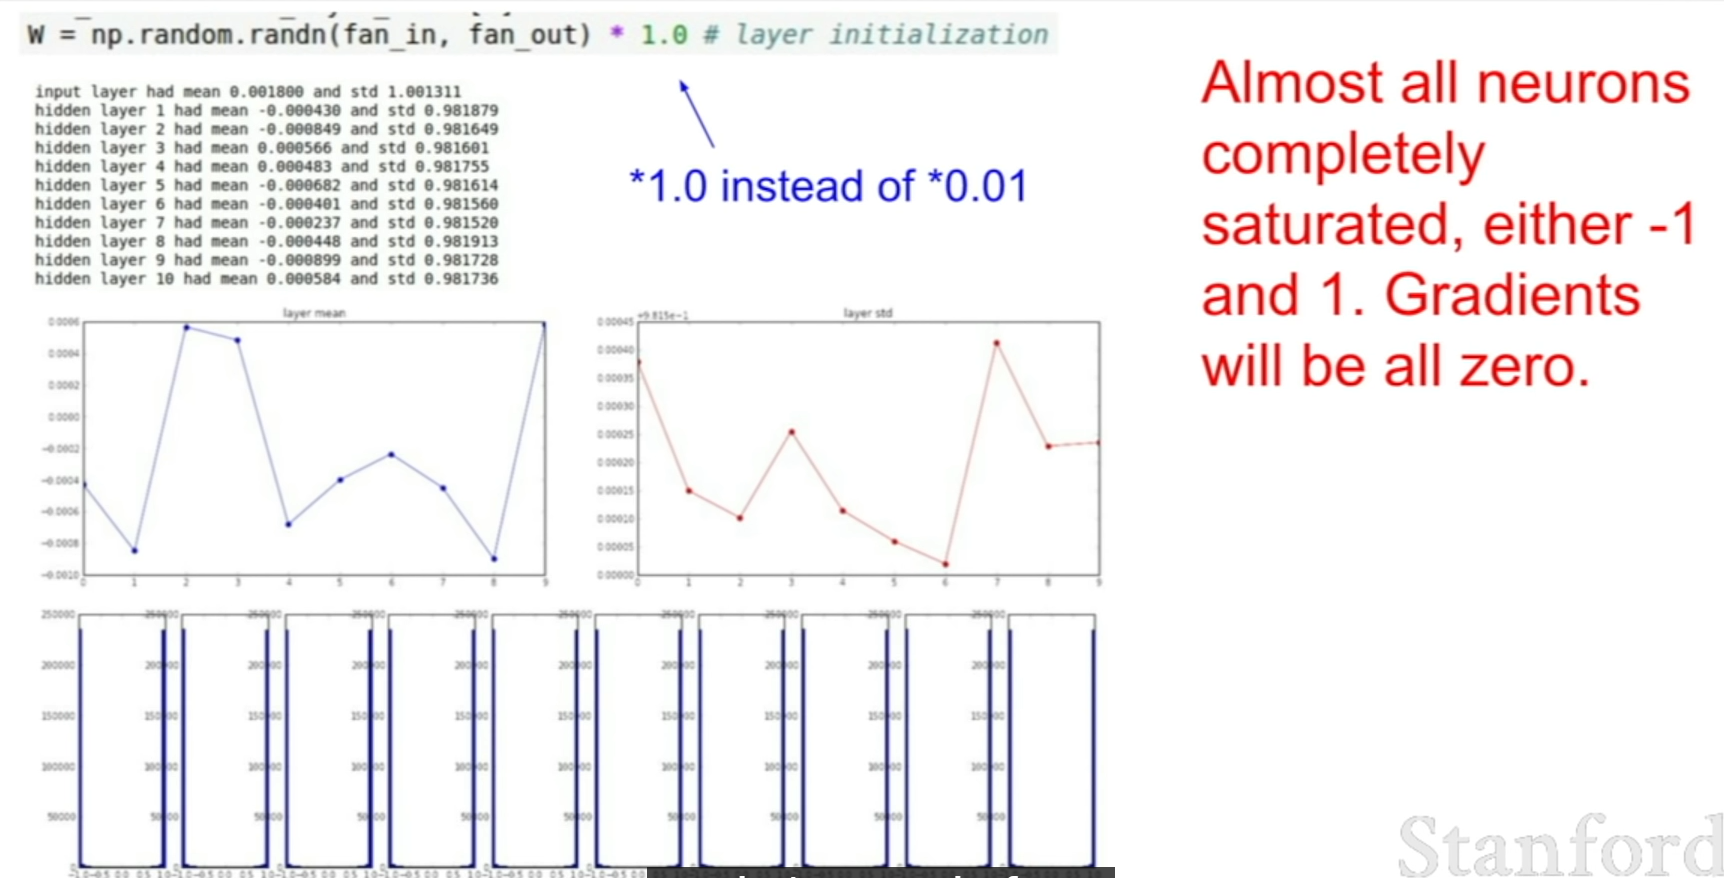 W = np.random.randn(fan_in, fan_out) * 1.0 # layer initialization
input layer had mean 0.001800 and std 1.001311
hidden layer 1 had mean -0.000430 and std 0.981879
hidden layer 2 had mean -0.000849 and std 0.981649
hidden layer 3 had mean 0.000566 and std 0.981601
hidden layer 4 had mean 0.000483 and std 0.981755
hidden layer 5 had mean -0.000682 and std 0.981614
hidden layer 6 had mean -0.000401 and std 0.981560
hidden layer 7 had mean -0.000237 and std 0.981520
hidden layer 8 had mean -0.000448 and std 0.981913
hidden layer 9 had mean -0.000899 and std 0.981728
hidden layer 10 had mean 0.000584 and std 0.981736
*1.0 instead of *0.01
Almost all neurons
completely
saturated, either -1
and 1. Gradients
will be all zero.
layer mean
0.0006
0.0004
0.0002
0.0000
−0.0002
−0.0004
−0.0006
−0.0008
−0.0010
0 1 2 3 4 5 6 7 8 9
+9.815e−1
layer std
0.00045
0.00040
0.00035
0.00030
0.00025
0.00020
0.00015
0.00010
0.00005
0.00000
0 1 2 3 4 5 6 7 8 9
250000
200000
150000
100000
50000
Stanford